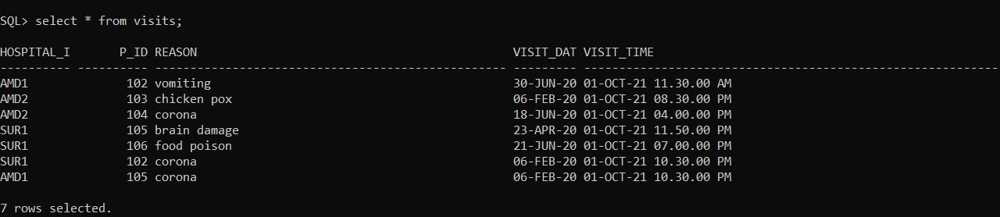 SQL> select * from visits;
HOSPITAL_I       P_ID REASON                                             VISIT_DAT VISIT_TIME
---------- ---------- -------------------------------------------------- --------- -----------------------------------------------------------
AMD1              102 vomiting                                           30-JUN-20 01-OCT-21 11.30.00 AM
AMD2              103 chicken pox                                        06-FEB-20 01-OCT-21 08.30.00 PM
AMD2              104 corona                                             18-JUN-20 01-OCT-21 04.00.00 PM
SUR1              105 brain damage                                       23-APR-20 01-OCT-21 11.50.00 PM
SUR1              106 food poison                                        21-JUN-20 01-OCT-21 07.00.00 PM
SUR1              102 corona                                             06-FEB-20 01-OCT-21 10.30.00 PM
AMD1              105 corona                                             06-FEB-20 01-OCT-21 10.30.00 PM
7 rows selected.